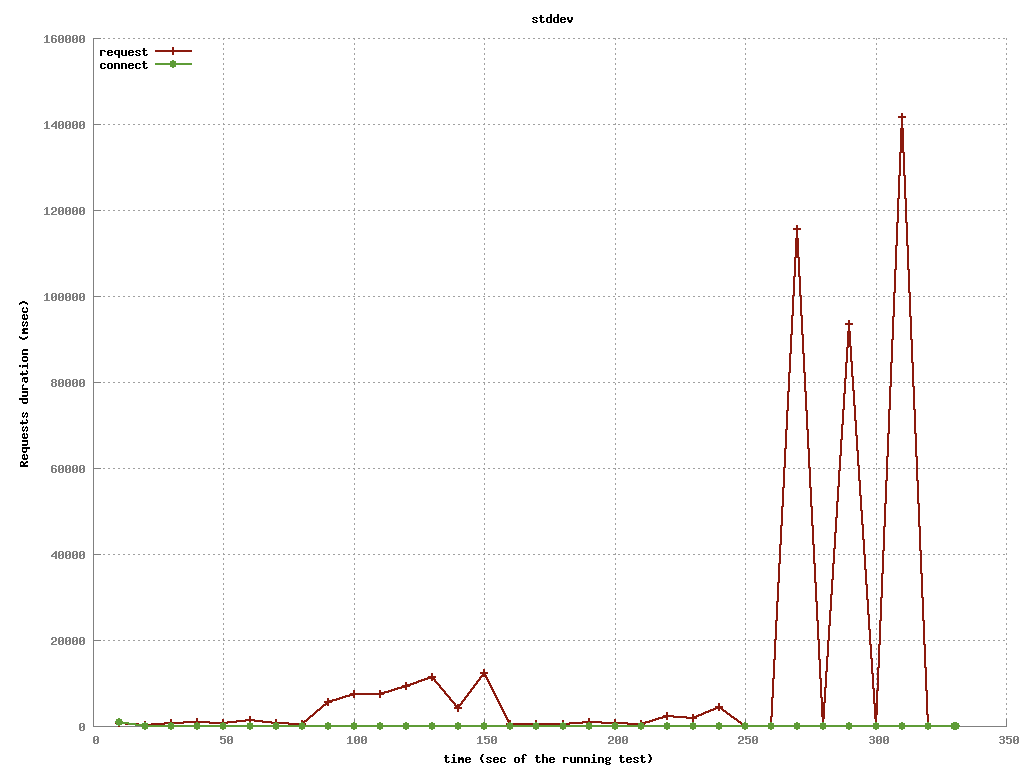 stddev
160000
request
connect
140000
120000
100000
80000
60000
40000
20000
0
Requests duration (msec)
0 50 100 150 200 250 300 350
time (sec of the running test)